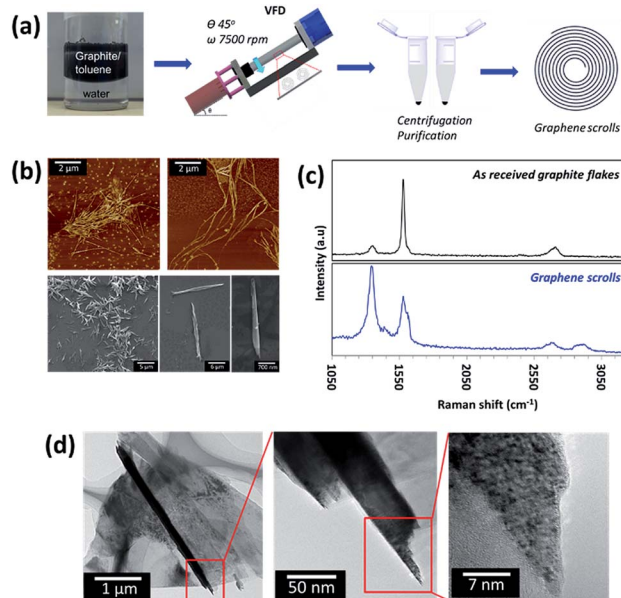 (a)
Graphite/
toluene
water
Θ 45°
ω 7500 rpm
VFD
θ
Centrifugation
Purification
Graphene scrolls
(b)
2 μm
2 μm
5 μm
6 μm
700 nm
(c)
As received graphite flakes
Graphene scrolls
Intensity (a.u)
1050
1550
2050
2550
3050
Raman shift (cm⁻¹)
(d)
1 μm
50 nm
7 nm